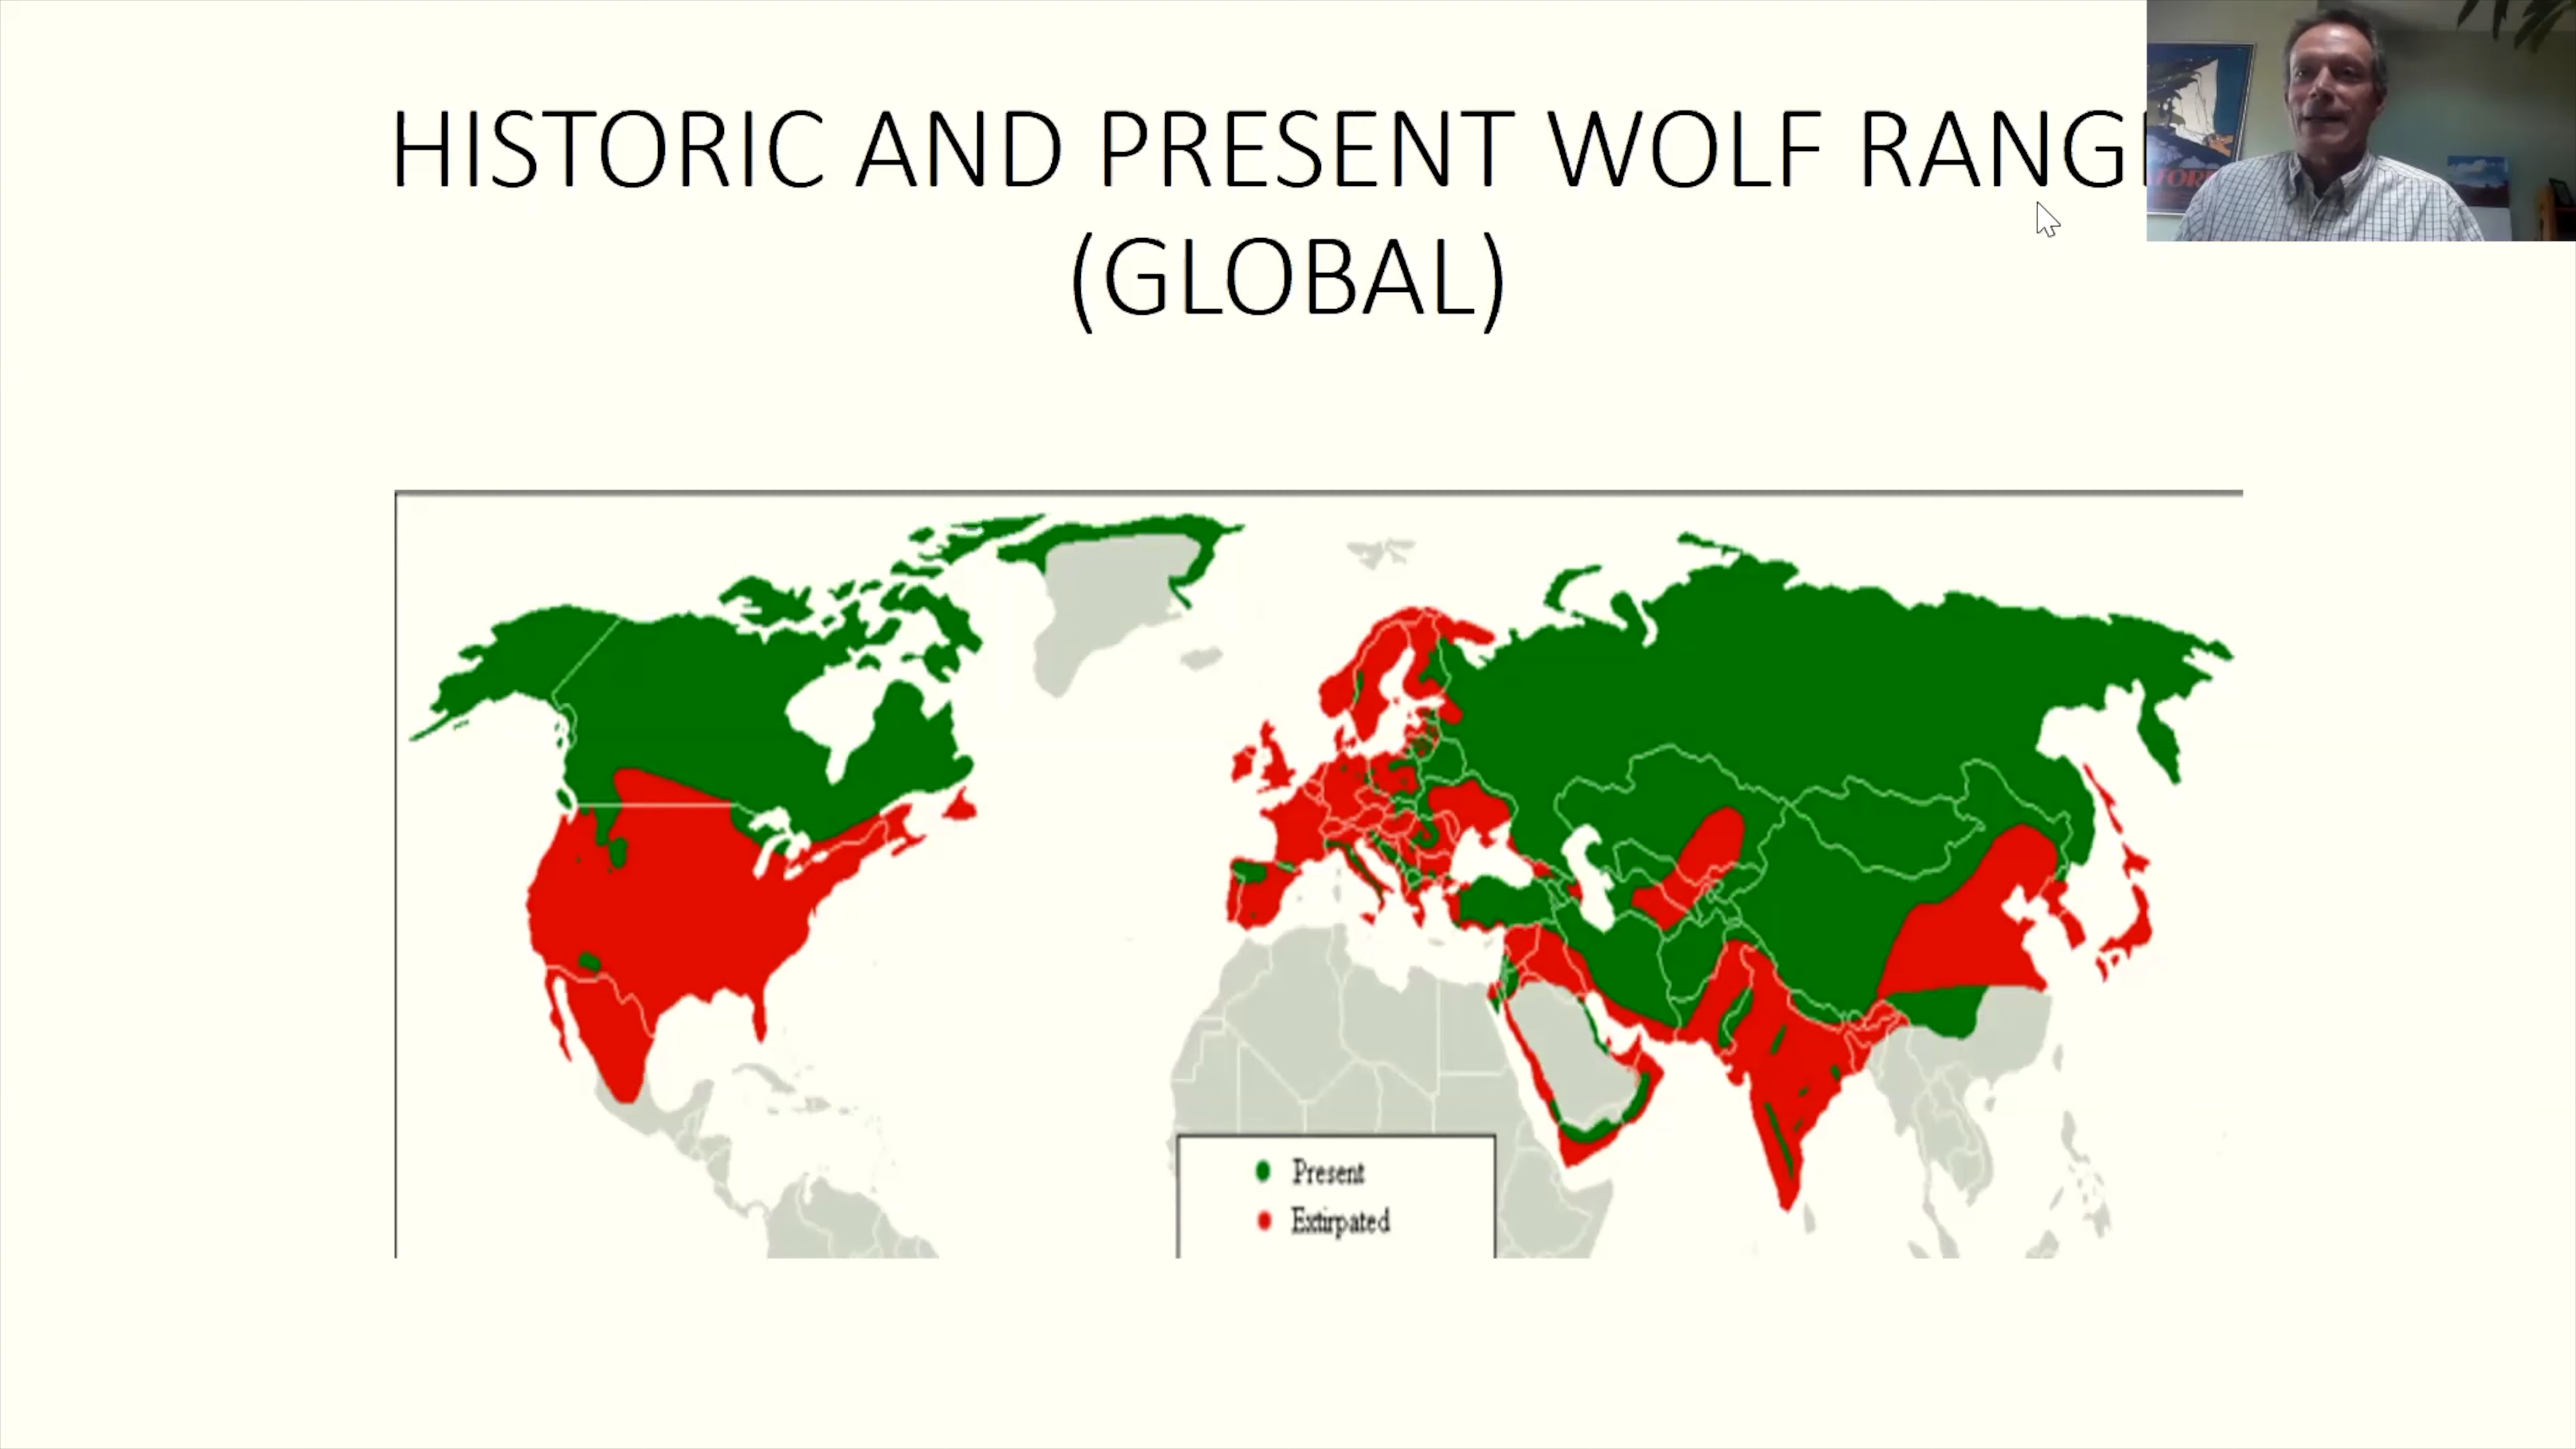 HISTORIC AND PRESENT WOLF RANG
(GLOBAL)
Present
Extirpated